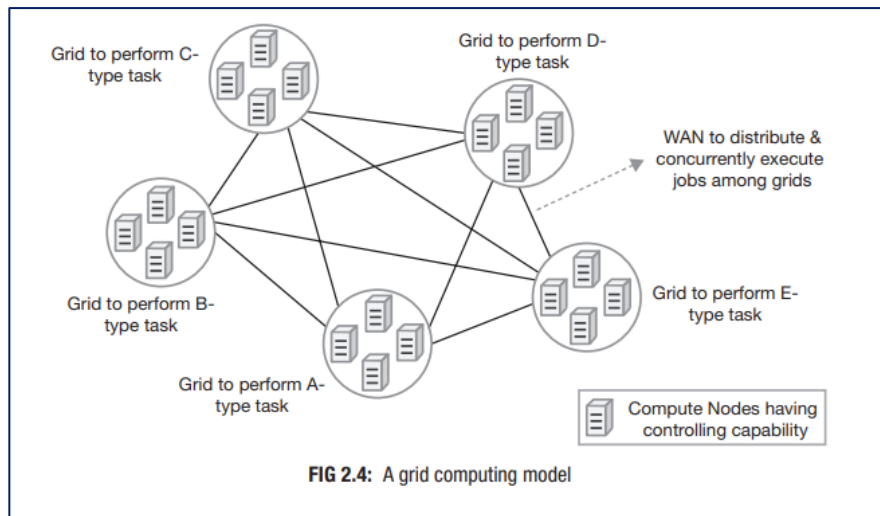 Grid to perform C-
type task
Grid to perform D-
type task
WAN to distribute &
concurrently execute
jobs among grids
Grid to perform B-
type task
Grid to perform E-
type task
Grid to perform A-
type task
Compute Nodes having
controlling capability
FIG 2.4: A grid computing model